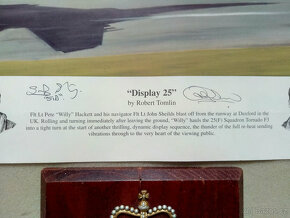 "Display 25"
by Robert Tomlin
Flt Lt Pete "Willy" Hackett and his navigator Flt Lt John Sheilds blast off from the runway at Duxford in the
UK. Rolling and turning immediately after leaving the ground, "Willy" hauls the 25(F) Squadron Tornado F3
into a tight turn at the start of another thrilling, dynamic display sequence, the thunder of the full re-heat sending
vibrations through to the very heart of the viewing public.